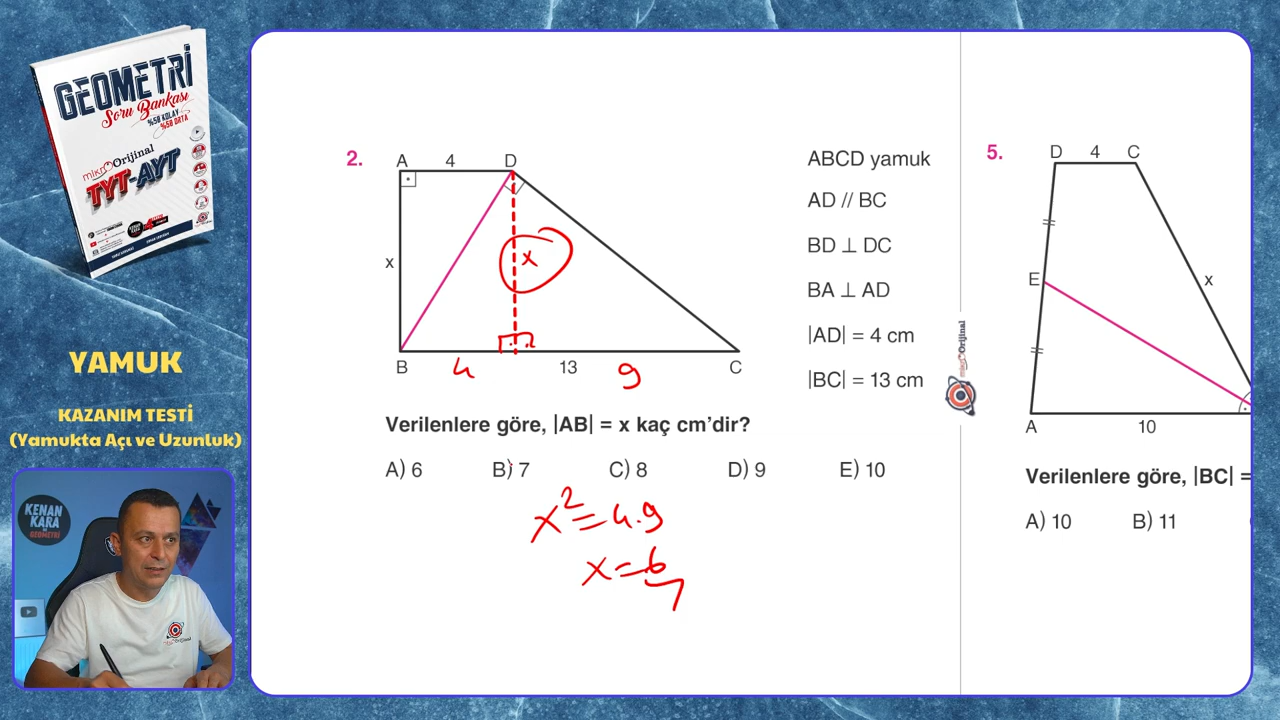 GEOMETRİ
Soru Bankası
%50 KOLAY
%50 ORTA
mikro Orijinal
TYT-AYT
YAMUK
KAZANIM TESTİ
(Yamukta Açı ve Uzunluk)
KENAN
KARA
GEOMETRİ
2.
A 4 D
x
x
B 4 13 9 C
ABCD yamuk
AD // BC
BD ⊥ DC
BA ⊥ AD
|AD| = 4 cm
|BC| = 13 cm
Verilenlere göre, |AB| = x kaç cm'dir?
A) 6 B) 7 C) 8 D) 9 E) 10
x² = 4.9
x = 6
mikro Orijinal
5.
D 4 C
E
x
A 10
Verilenlere göre, |BC| =
A) 10 B) 11